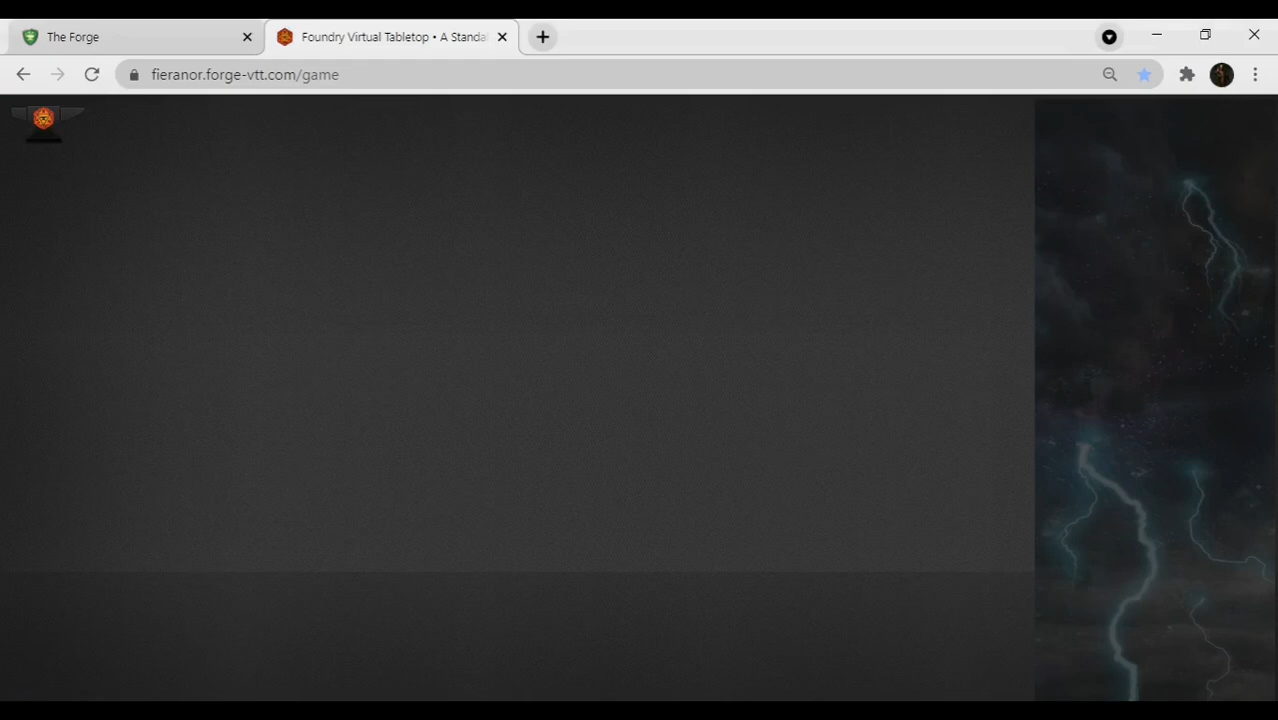 The Forge
Foundry Virtual Tabletop • A Standa
fieranor.forge-vtt.com/game